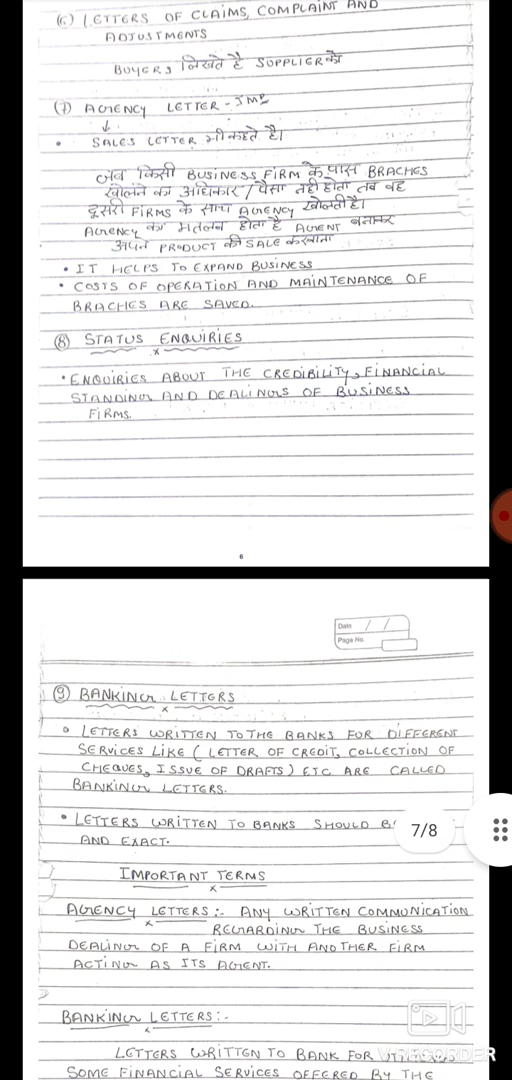 (6) LETTERS OF CLAIMS, COMPLAINT AND
ADJUSTMENTS
BUYERS लिखते है SUPPLIER को
(7) AGENCY LETTER - IMP
↓
• SALES LETTER भी कहते है।
जब किसी BUSINESS FIRM के पास BRACHES
खोलने का अधिकार / पैसा नही होता तब वह
दूसरी FIRMS के साथ AGENCY खोलती है।
AGENCY का मतलब होता है AGENT बनाकर
अपने PRODUCT की SALE करवाना
• IT HELPS TO EXPAND BUSINESS
• COSTS OF OPERATION AND MAINTENANCE OF
BRACHES ARE SAVED.
(8) STATUS ENQUIRIES
• ENQUIRIES ABOUT THE CREDIBILITY, FINANCIAL
STANDING AND DEALINGS OF BUSINESS
FIRMS.
6
Date / /
Page No.
(9) BANKING LETTERS
• LETTERS WRITTEN TO THE BANKS FOR DIFFERENT
SERVICES LIKE (LETTER OF CREDIT, COLLECTION OF
CHEQUES, ISSUE OF DRAFTS) ETC ARE CALLED
BANKING LETTERS.
• LETTERS WRITTEN TO BANKS SHOULD
7/8
AND EXACT.
IMPORTANT TERMS
AGENCY LETTERS:- ANY WRITTEN COMMUNICATION
REGARDING THE BUSINESS
DEALING OF A FIRM WITH ANOTHER FIRM
ACTING AS ITS AGENT.
BANKING LETTERS:-
LETTERS WRITTEN TO BANK FOR
RECORDER
SOME FINANCIAL SERVICES OFFERED BY THE